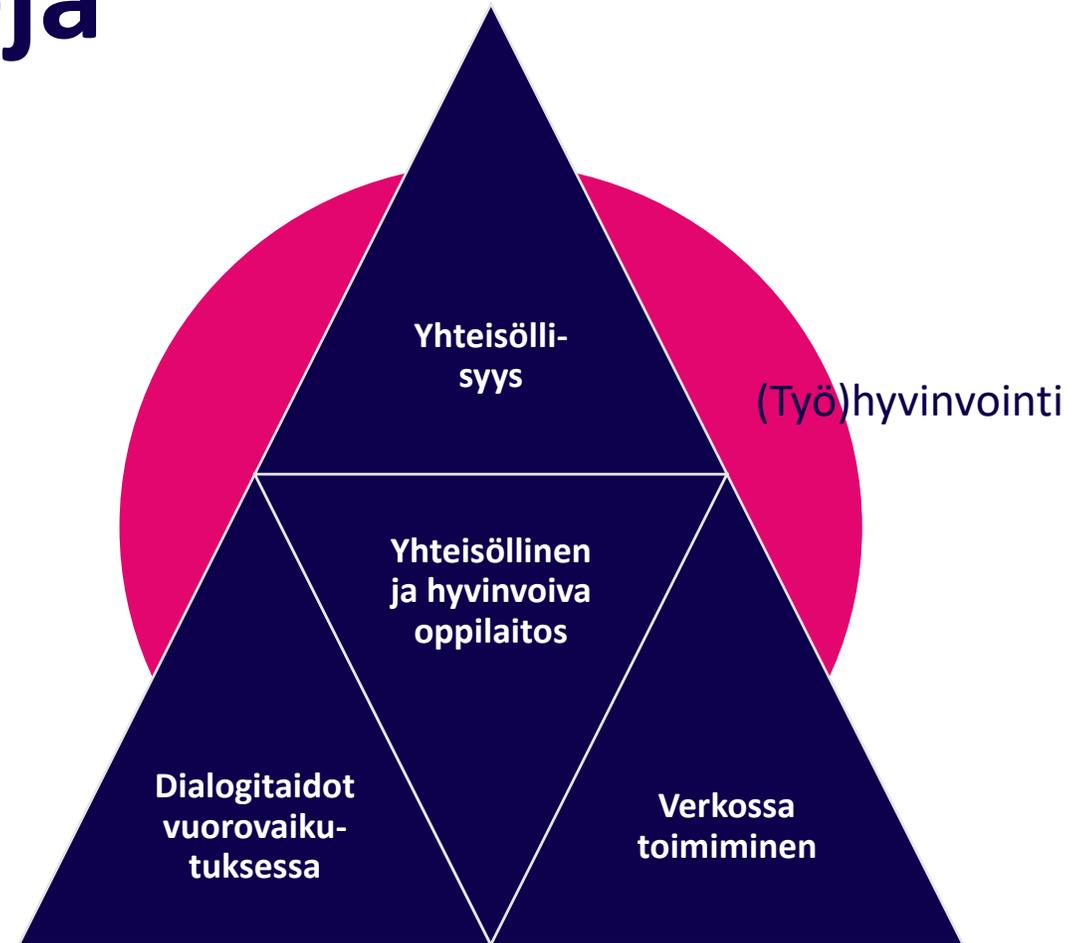 ja
Yhteisölli-
syys
(Työ)hyvinvointi
Yhteisöllinen
ja hyvinvoiva
oppilaitos
Dialogitaidot
vuorovaiku-
tuksessa
Verkossa
toimiminen